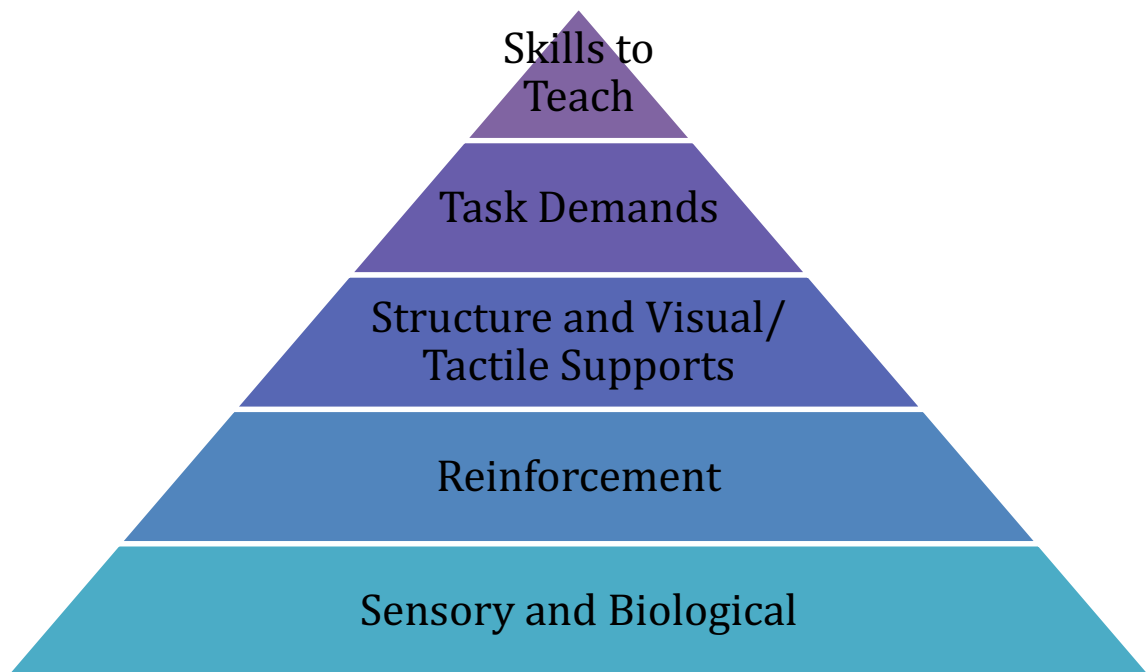 Skills to
Teach
Task Demands
Structure and Visual/
Tactile Supports
Reinforcement
Sensory and Biological